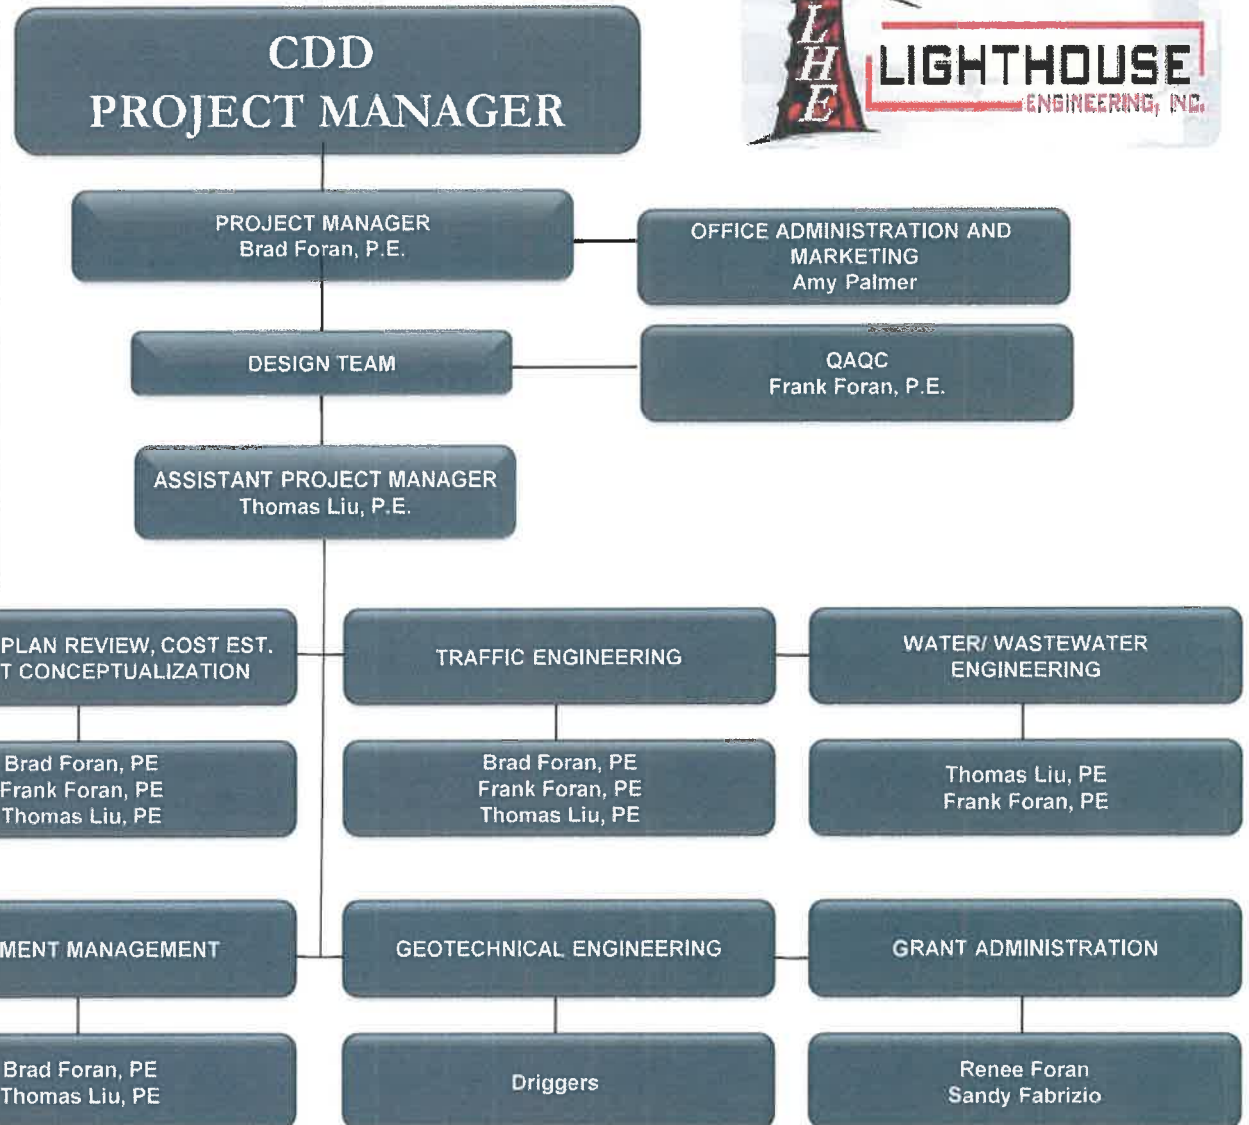 CDD
PROJECT MANAGER
LHE
LIGHTHOUSE
ENGINEERING, INC.
PROJECT MANAGER
Brad Foran, P.E.
OFFICE ADMINISTRATION AND
MARKETING
Amy Palmer
DESIGN TEAM
QAQC
Frank Foran, P.E.
ASSISTANT PROJECT MANAGER
Thomas Liu, P.E.
PLAN REVIEW, COST EST.
T CONCEPTUALIZATION
TRAFFIC ENGINEERING
WATER/ WASTEWATER
ENGINEERING
Brad Foran, PE
Frank Foran, PE
Thomas Liu, PE
Brad Foran, PE
Frank Foran, PE
Thomas Liu, PE
Thomas Liu, PE
Frank Foran, PE
MENT MANAGEMENT
GEOTECHNICAL ENGINEERING
GRANT ADMINISTRATION
Brad Foran, PE
Thomas Liu, PE
Driggers
Renee Foran
Sandy Fabrizio